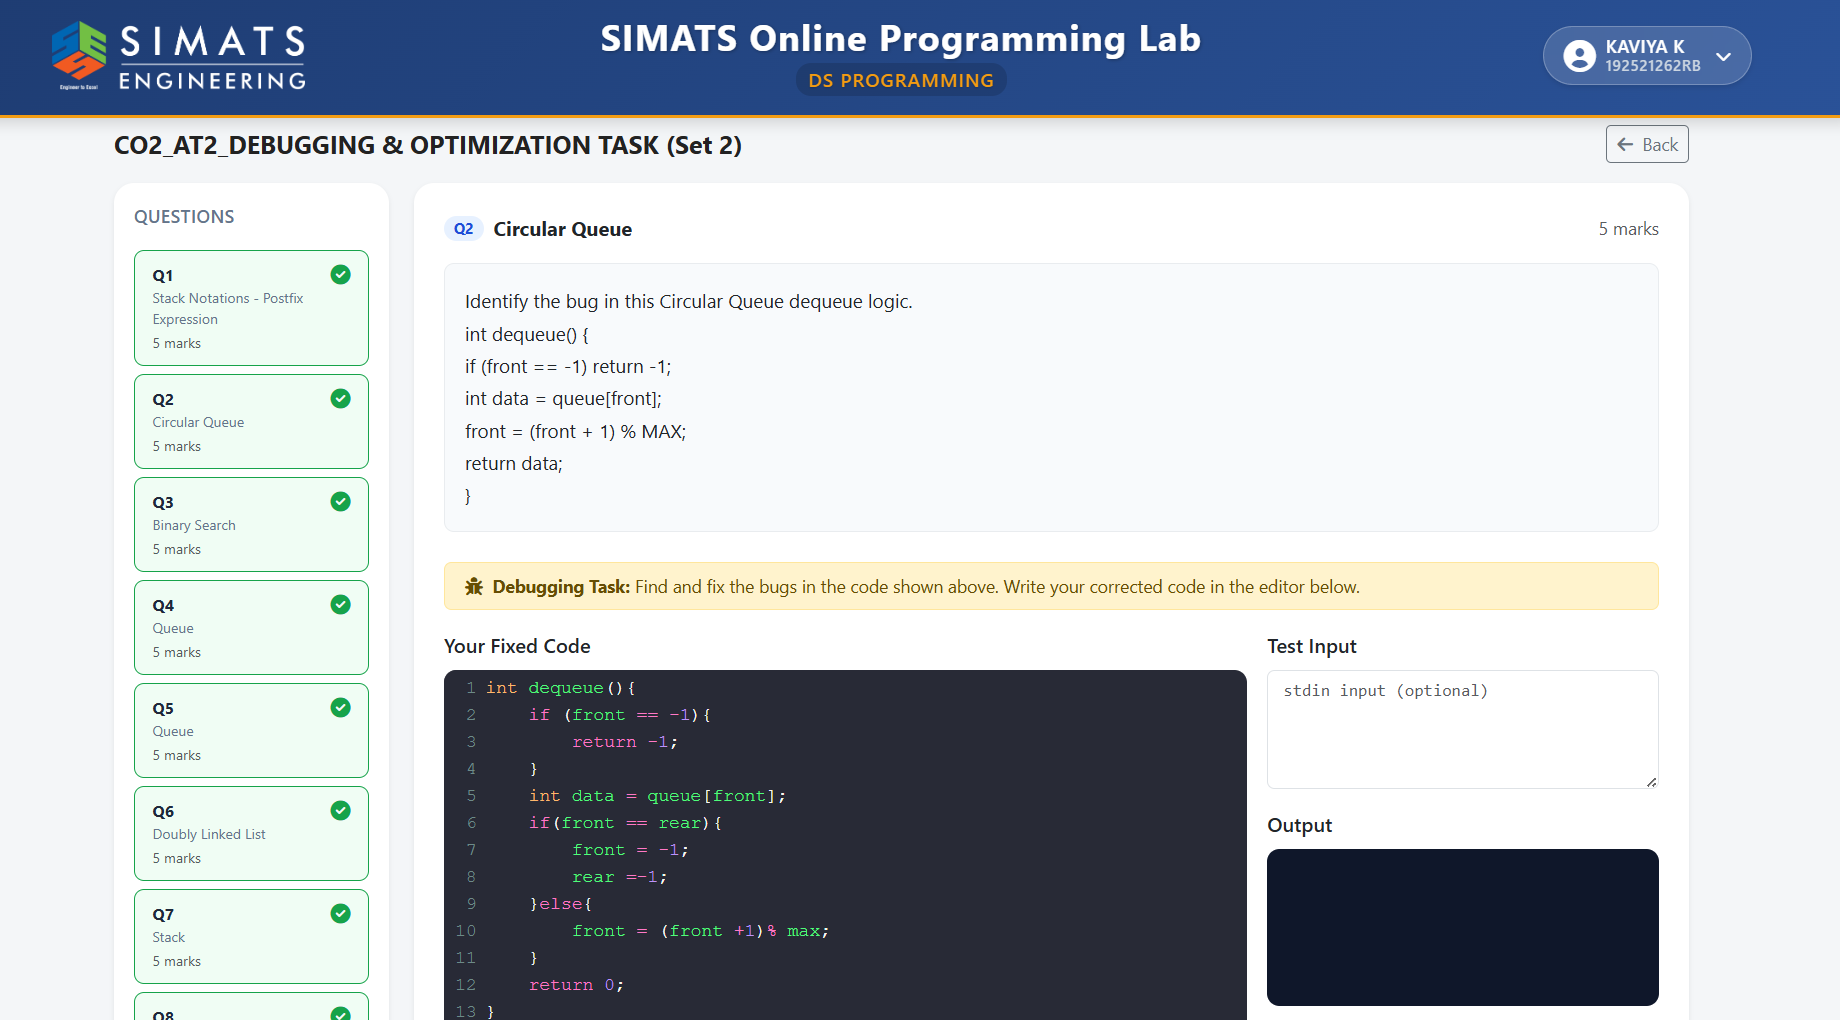 SIMATS
ENGINEERING
Engineer to Excel
SIMATS Online Programming Lab
DS PROGRAMMING
KAVIYA K
192521262RB
CO2_AT2_DEBUGGING & OPTIMIZATION TASK (Set 2)
Back
QUESTIONS
Q1
Stack Notations - Postfix
Expression
5 marks
Q2
Circular Queue
5 marks
Q3
Binary Search
5 marks
Q4
Queue
5 marks
Q5
Queue
5 marks
Q6
Doubly Linked List
5 marks
Q7
Stack
5 marks
Q8
Q2 Circular Queue
5 marks
Identify the bug in this Circular Queue dequeue logic.
int dequeue() {
if (front == -1) return -1;
int data = queue[front];
front = (front + 1) % MAX;
return data;
}
Debugging Task: Find and fix the bugs in the code shown above. Write your corrected code in the editor below.
Your Fixed Code
1 int dequeue(){
2 if (front == -1){
3 return -1;
4 }
5 int data = queue[front];
6 if(front == rear){
7 front = -1;
8 rear =-1;
9 }else{
10 front = (front +1)% max;
11 }
12 return 0;
13 }
Test Input
stdin input (optional)
Output